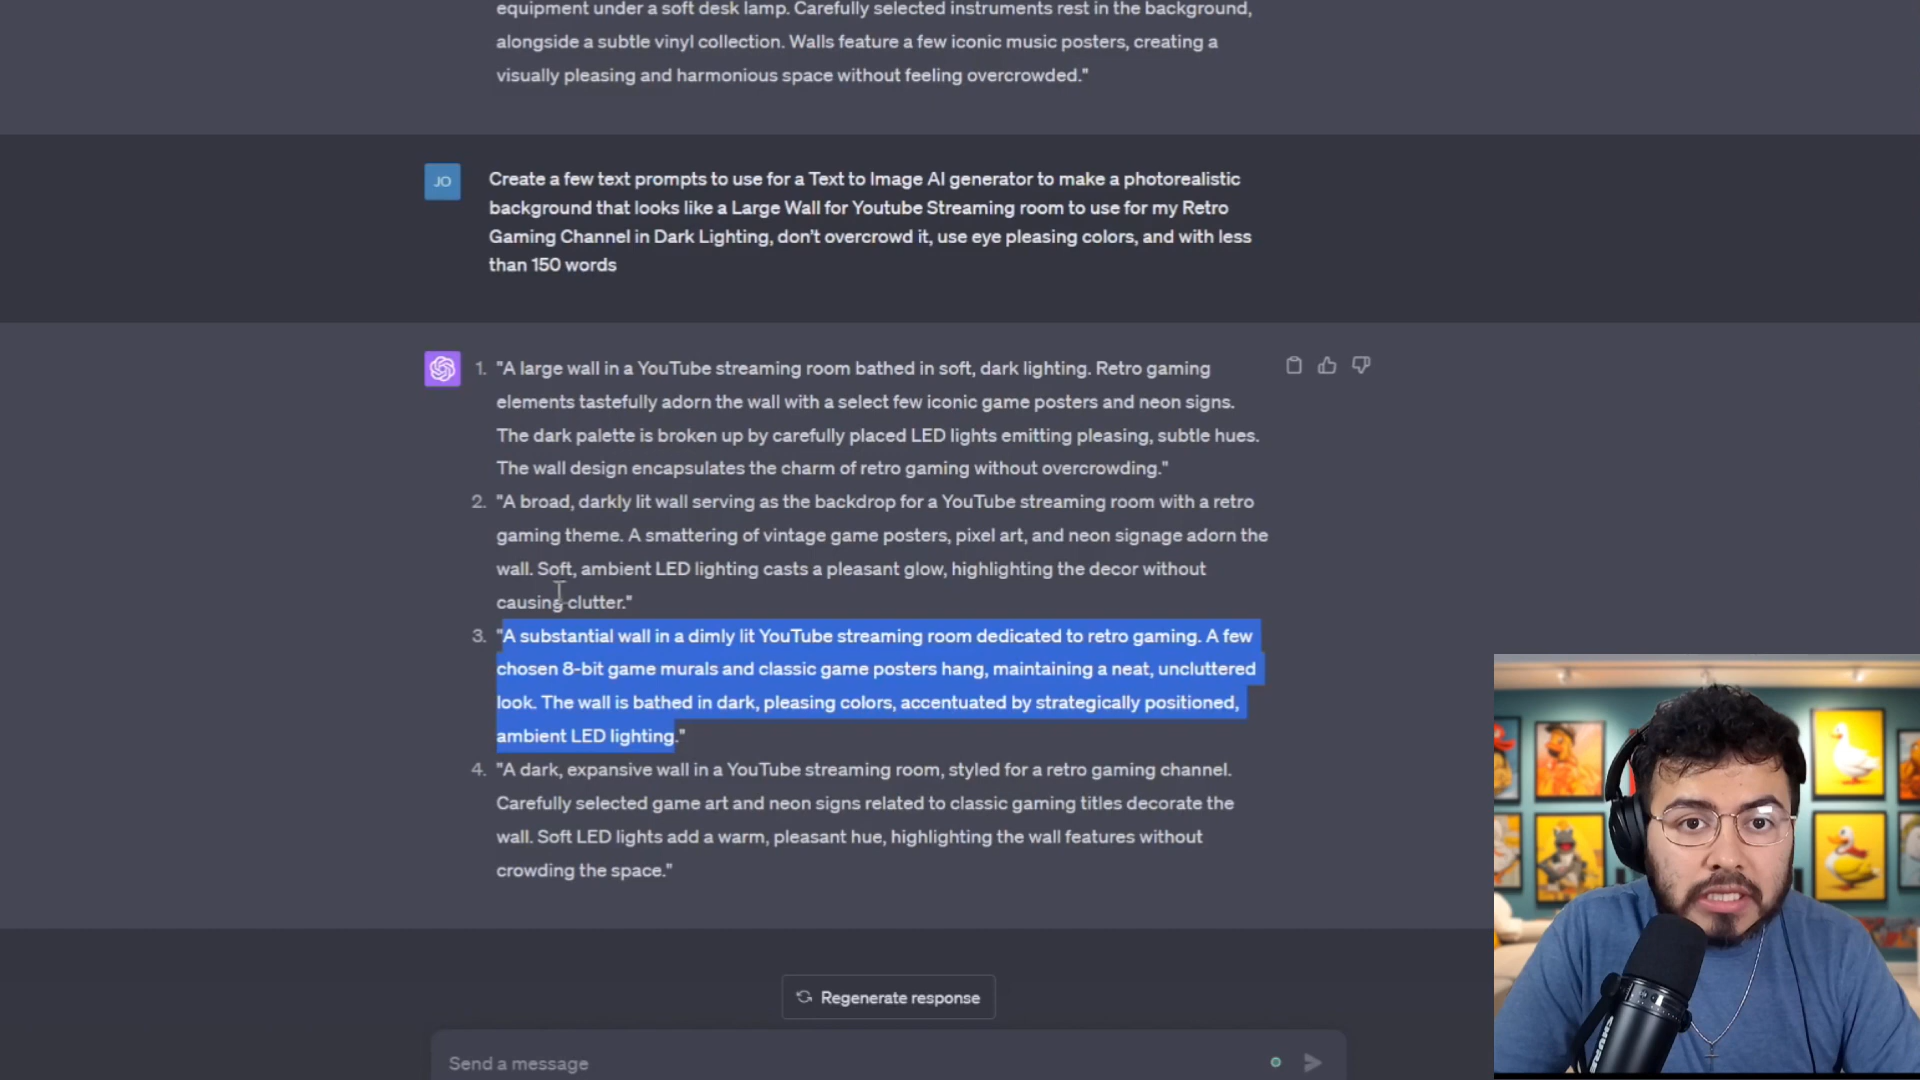 equipment under a soft desk lamp. Carefully selected instruments rest in the background,
alongside a subtle vinyl collection. Walls feature a few iconic music posters, creating a
visually pleasing and harmonious space without feeling overcrowded."
JO
Create a few text prompts to use for a Text to Image AI generator to make a photorealistic
background that looks like a Large Wall for Youtube Streaming room to use for my Retro
Gaming Channel in Dark Lighting, don't overcrowd it, use eye pleasing colors, and with less
than 150 words
1. "A large wall in a YouTube streaming room bathed in soft, dark lighting. Retro gaming
elements tastefully adorn the wall with a select few iconic game posters and neon signs.
The dark palette is broken up by carefully placed LED lights emitting pleasing, subtle hues.
The wall design encapsulates the charm of retro gaming without overcrowding."
2. "A broad, darkly lit wall serving as the backdrop for a YouTube streaming room with a retro
gaming theme. A smattering of vintage game posters, pixel art, and neon signage adorn the
wall. Soft, ambient LED lighting casts a pleasant glow, highlighting the decor without
causing clutter."
3. "A substantial wall in a dimly lit YouTube streaming room dedicated to retro gaming. A few
chosen 8-bit game murals and classic game posters hang, maintaining a neat, uncluttered
look. The wall is bathed in dark, pleasing colors, accentuated by strategically positioned,
ambient LED lighting."
4. "A dark, expansive wall in a YouTube streaming room, styled for a retro gaming channel.
Carefully selected game art and neon signs related to classic gaming titles decorate the
wall. Soft LED lights add a warm, pleasant hue, highlighting the wall features without
crowding the space."
Regenerate response
Send a message